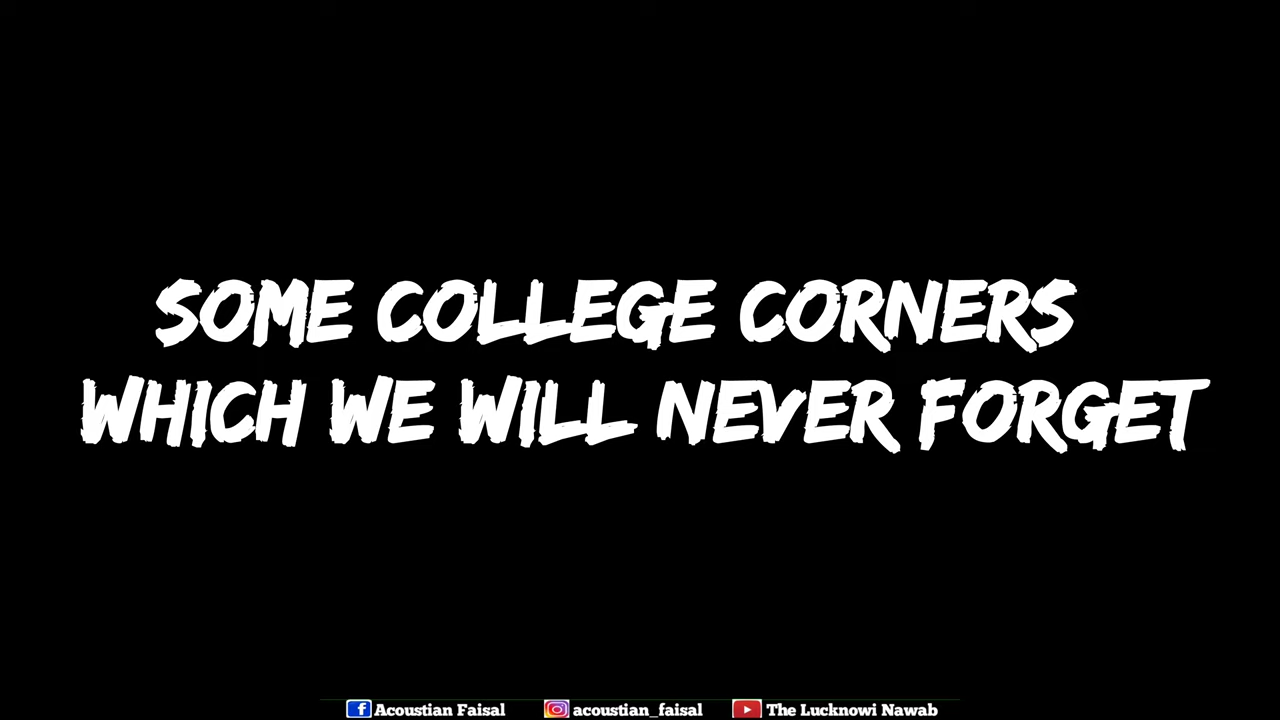 SOME COLLEGE CORNERS
WHICH WE WILL NEVER FORGET
Acoustian Faisal acoustian_faisal The Lucknowi Nawab